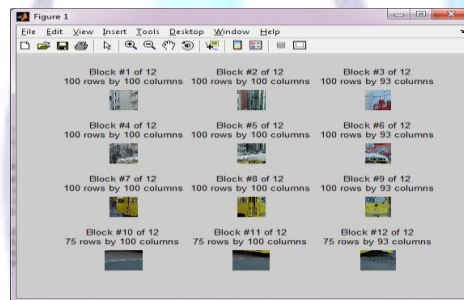 Figure 1
File Edit View Insert Tools Desktop Window Help
Block #1 of 12 Block #2 of 12 Block #3 of 12
100 rows by 100 columns 100 rows by 100 columns 100 rows by 93 columns
Block #4 of 12 Block #5 of 12 Block #6 of 12
100 rows by 100 columns 100 rows by 100 columns 100 rows by 93 columns
Block #7 of 12 Block #8 of 12 Block #9 of 12
100 rows by 100 columns 100 rows by 100 columns 100 rows by 93 columns
Block #10 of 12 Block #11 of 12 Block #12 of 12
75 rows by 100 columns 75 rows by 100 columns 75 rows by 93 columns